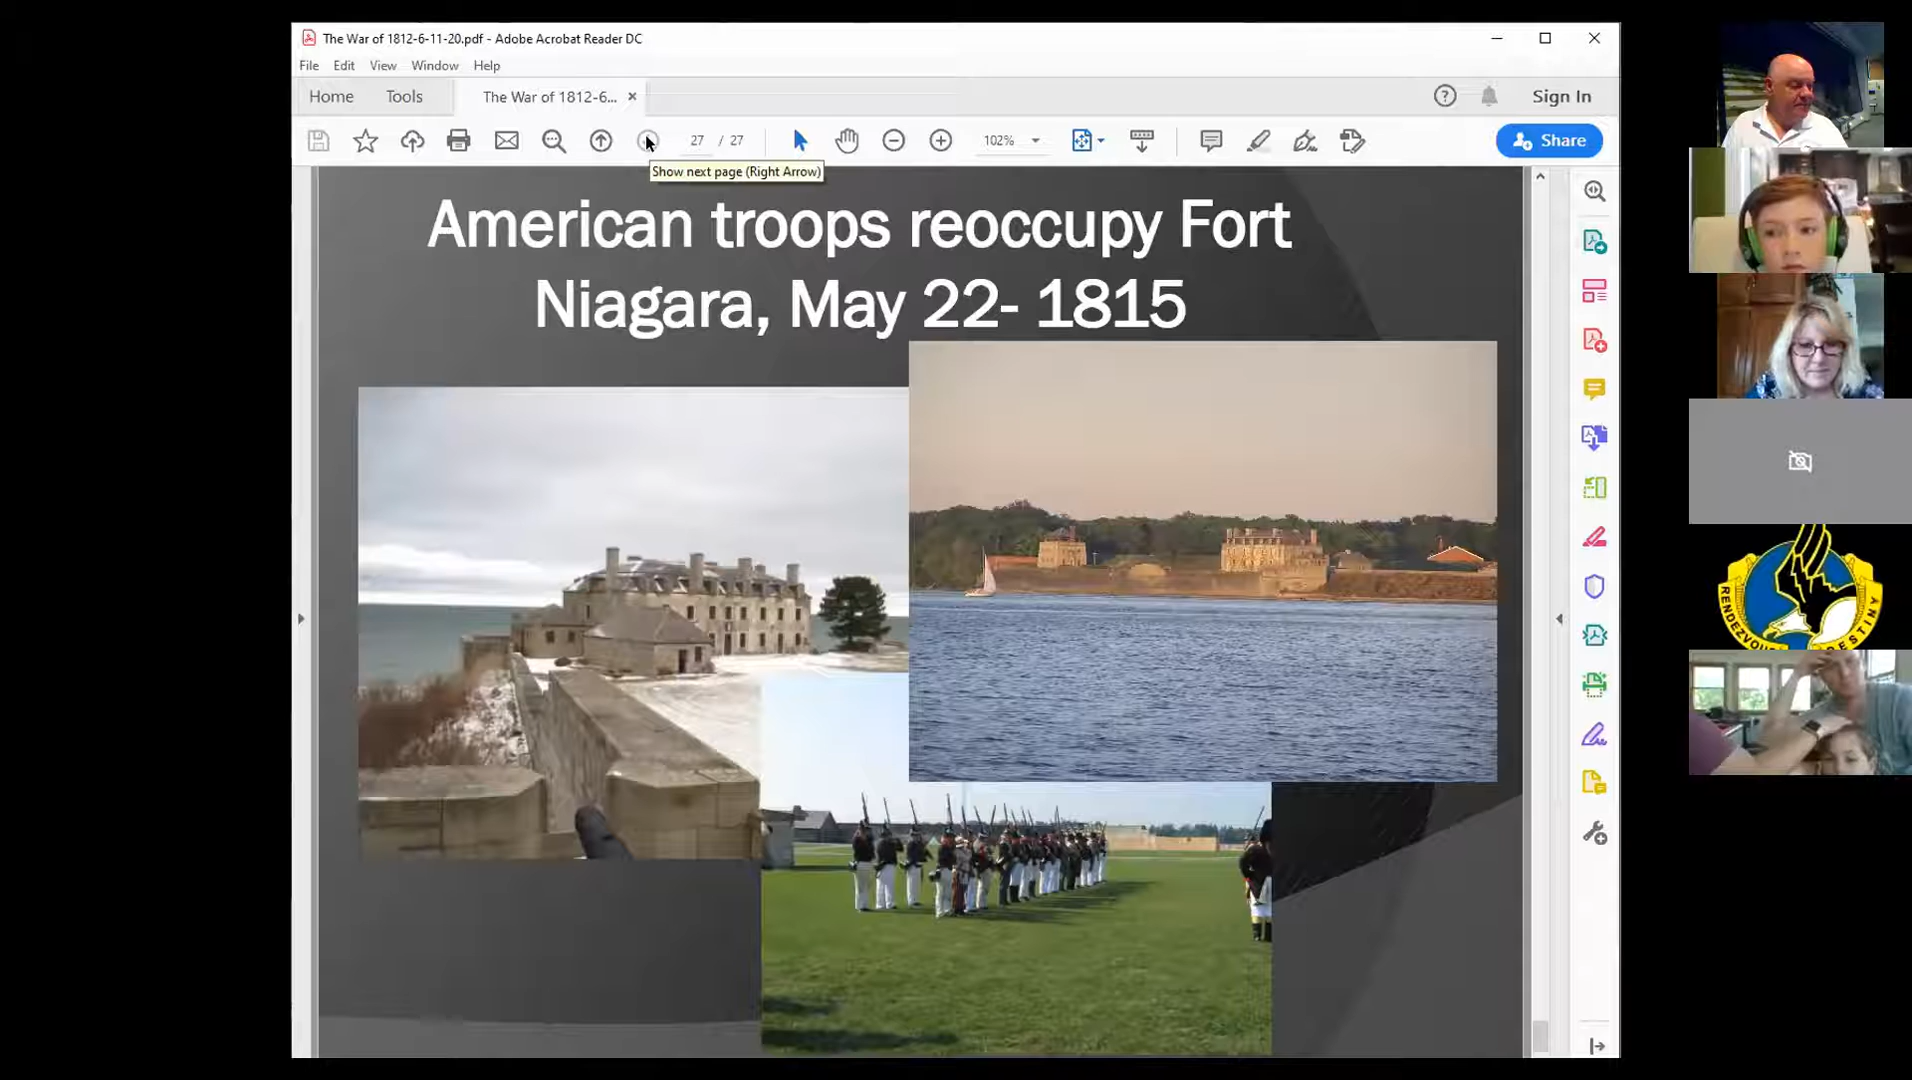 The War of 1812-6-11-20.pdf - Adobe Acrobat Reader DC
File Edit View Window Help
Home Tools The War of 1812-6... × Sign In
27 / 27 102% Share
Show next page (Right Arrow)
American troops reoccupy Fort
Niagara, May 22- 1815
RENDEZVOU
ESTINY